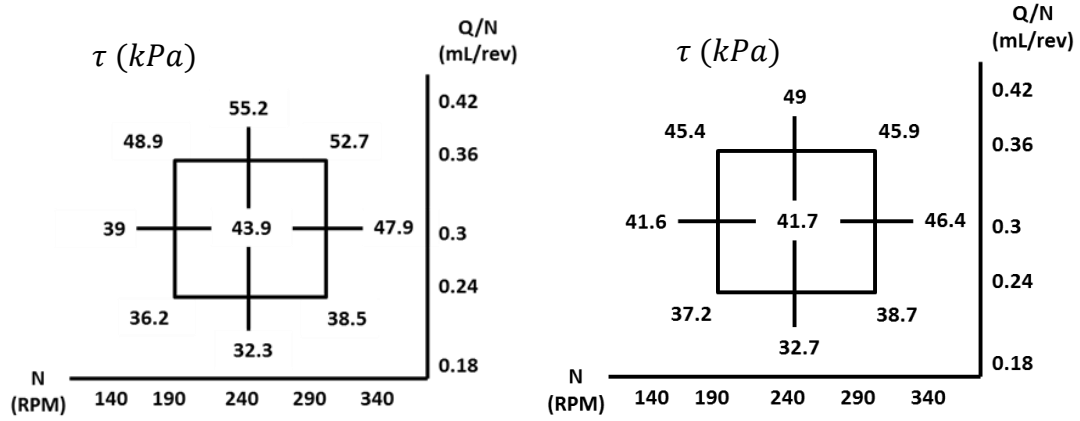 τ (kPa)
Q/N
(mL/rev)
55.2
0.42
48.9
52.7
0.36
39
43.9
47.9
0.3
0.24
36.2
38.5
32.3
0.18
N
(RPM)
140 190 240 290 340
τ (kPa)
Q/N
(mL/rev)
49
0.42
45.4
45.9
0.36
41.6
41.7
46.4
0.3
0.24
37.2
38.7
32.7
0.18
N
(RPM)
140 190 240 290 340